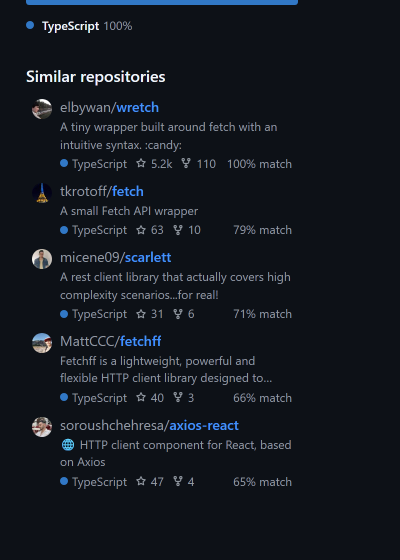 TypeScript 100%
Similar repositories
elbywan/wretch
A tiny wrapper built around fetch with an
intuitive syntax. :candy:
TypeScript 5.2k 110 100% match
tkrotoff/fetch
A small Fetch API wrapper
TypeScript 63 10 79% match
micene09/scarlett
A rest client library that actually covers high
complexity scenarios...for real!
TypeScript 31 6 71% match
MattCCC/fetchff
Fetchff is a lightweight, powerful and
flexible HTTP client library designed to...
TypeScript 40 3 66% match
soroushchehresa/axios-react
🌐 HTTP client component for React, based
on Axios
TypeScript 47 4 65% match